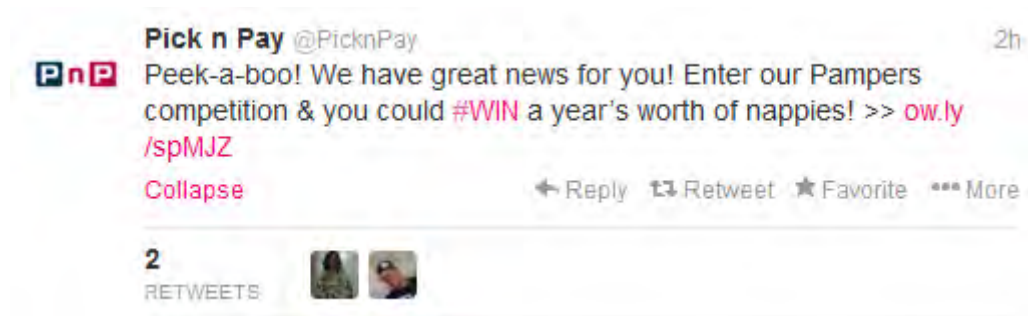 Pick n Pay @PicknPay 2h
PnP Peek-a-boo! We have great news for you! Enter our Pampers
competition & you could #WIN a year's worth of nappies! >> ow.ly
/spMJZ
Collapse Reply Retweet Favorite More
2
RETWEETS